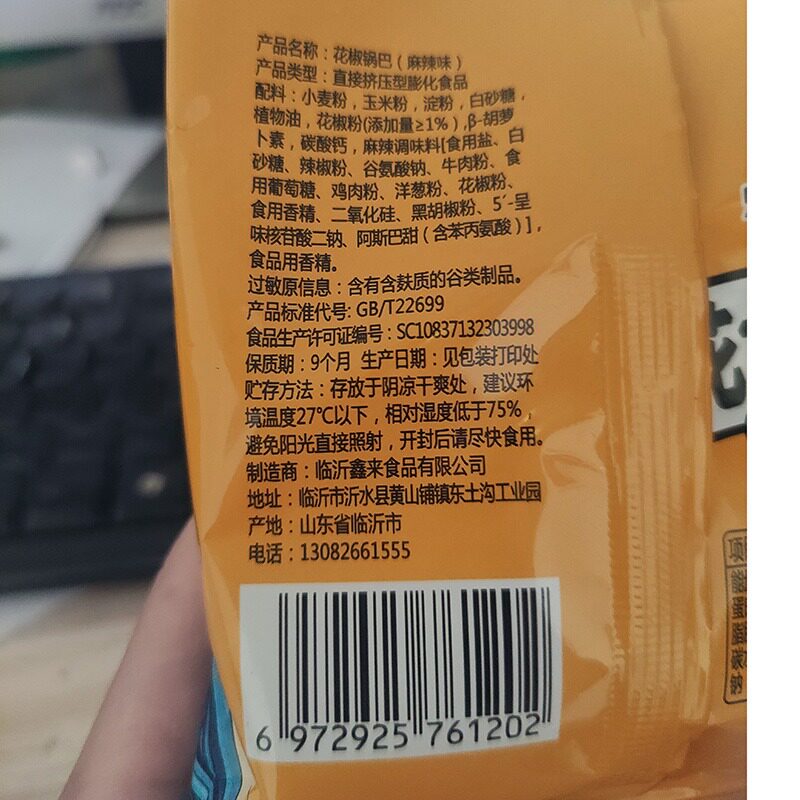 产品名称：花椒锅巴（麻辣味）
产品类型：直接挤压型膨化食品
配料：小麦粉，玉米粉，淀粉，白砂糖，
植物油，花椒粉(添加量≥1%）,β-胡萝
卜素，碳酸钙，麻辣调味料[食用盐、白
砂糖、辣椒粉、谷氨酸钠、牛肉粉、食
用葡萄糖、鸡肉粉、洋葱粉、花椒粉、
食用香精、二氧化硅、黑胡椒粉、5′-呈
味核苷酸二钠、阿斯巴甜（含苯丙氨酸）]，
食品用香精。
过敏原信息：含有含麸质的谷类制品。
产品标准代号: GB/T22699
食品生产许可证编号：SC10837132303998
保质期：9个月 生产日期：见包装打印处
贮存方法：存放于阴凉干爽处，建议环
境温度27℃以下，相对湿度低于75%，
避免阳光直接照射，开封后请尽快食用。
制造商：临沂鑫来食品有限公司
地址：临沂市沂水县黄山铺镇东土沟工业园
产地：山东省临沂市
电话：13082661555
6 972925 761202
花
项
能
蛋
脂
碳
钠